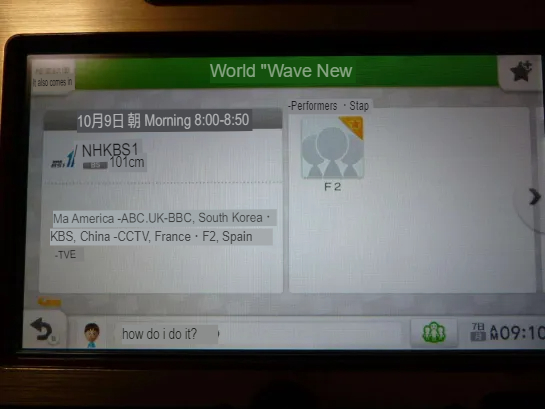 It also comes in
World "Wave New
-Performers ・Stap
10月9日 朝 Morning 8:00-8:50
NHKBS1
101cm
F2
Ma America -ABC.UK-BBC, South Korea・
KBS, China -CCTV, France・F2, Spain
-TVE
how do i do it?
7日
AM 09:10